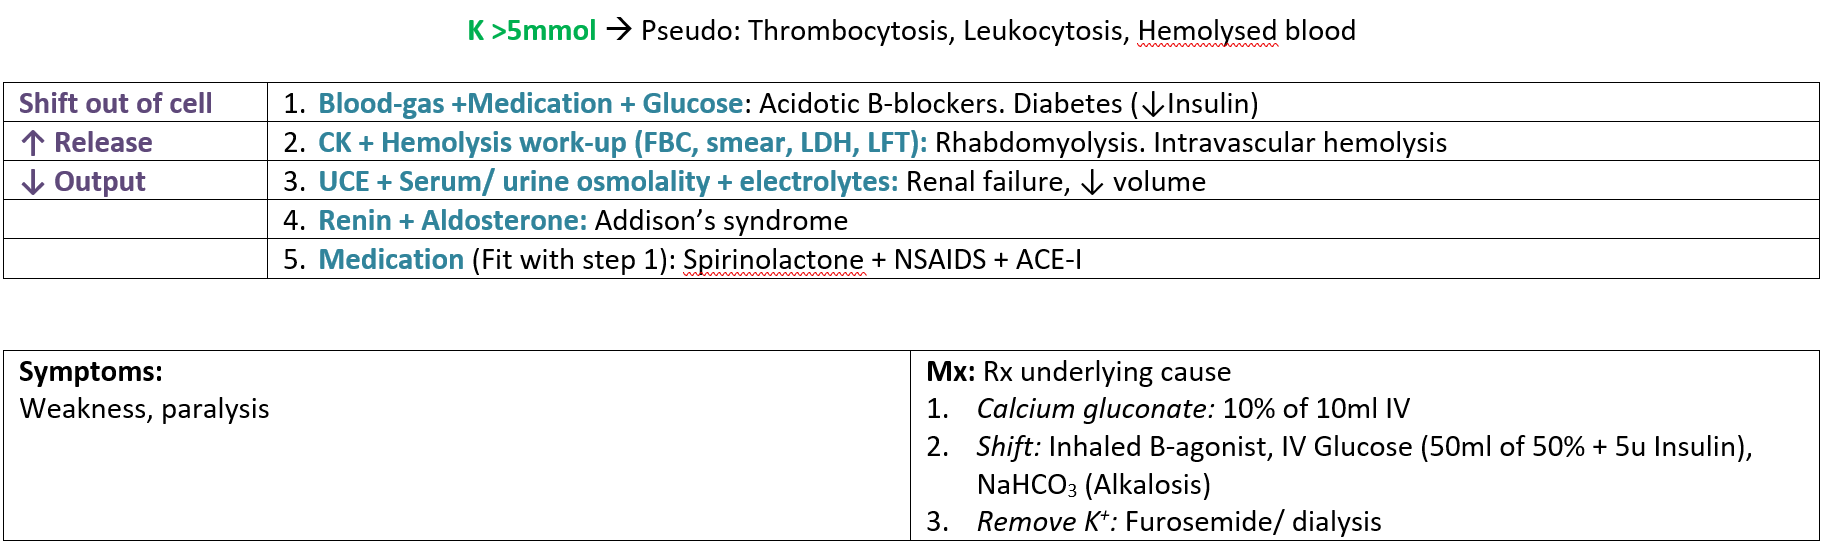 K >5mmol → Pseudo: Thrombocytosis, Leukocytosis, Hemolysed blood
Shift out of cell
1. Blood-gas +Medication + Glucose: Acidotic B-blockers. Diabetes (↓Insulin)
↑ Release
2. CK + Hemolysis work-up (FBC, smear, LDH, LFT): Rhabdomyolysis. Intravascular hemolysis
↓ Output
3. UCE + Serum/ urine osmolality + electrolytes: Renal failure, ↓ volume
4. Renin + Aldosterone: Addison’s syndrome
5. Medication (Fit with step 1): Spirinolactone + NSAIDS + ACE-I
Symptoms:
Weakness, paralysis
Mx: Rx underlying cause
1. Calcium gluconate: 10% of 10ml IV
2. Shift: Inhaled B-agonist, IV Glucose (50ml of 50% + 5u Insulin),
NaHCO₃ (Alkalosis)
3. Remove K⁺: Furosemide/ dialysis